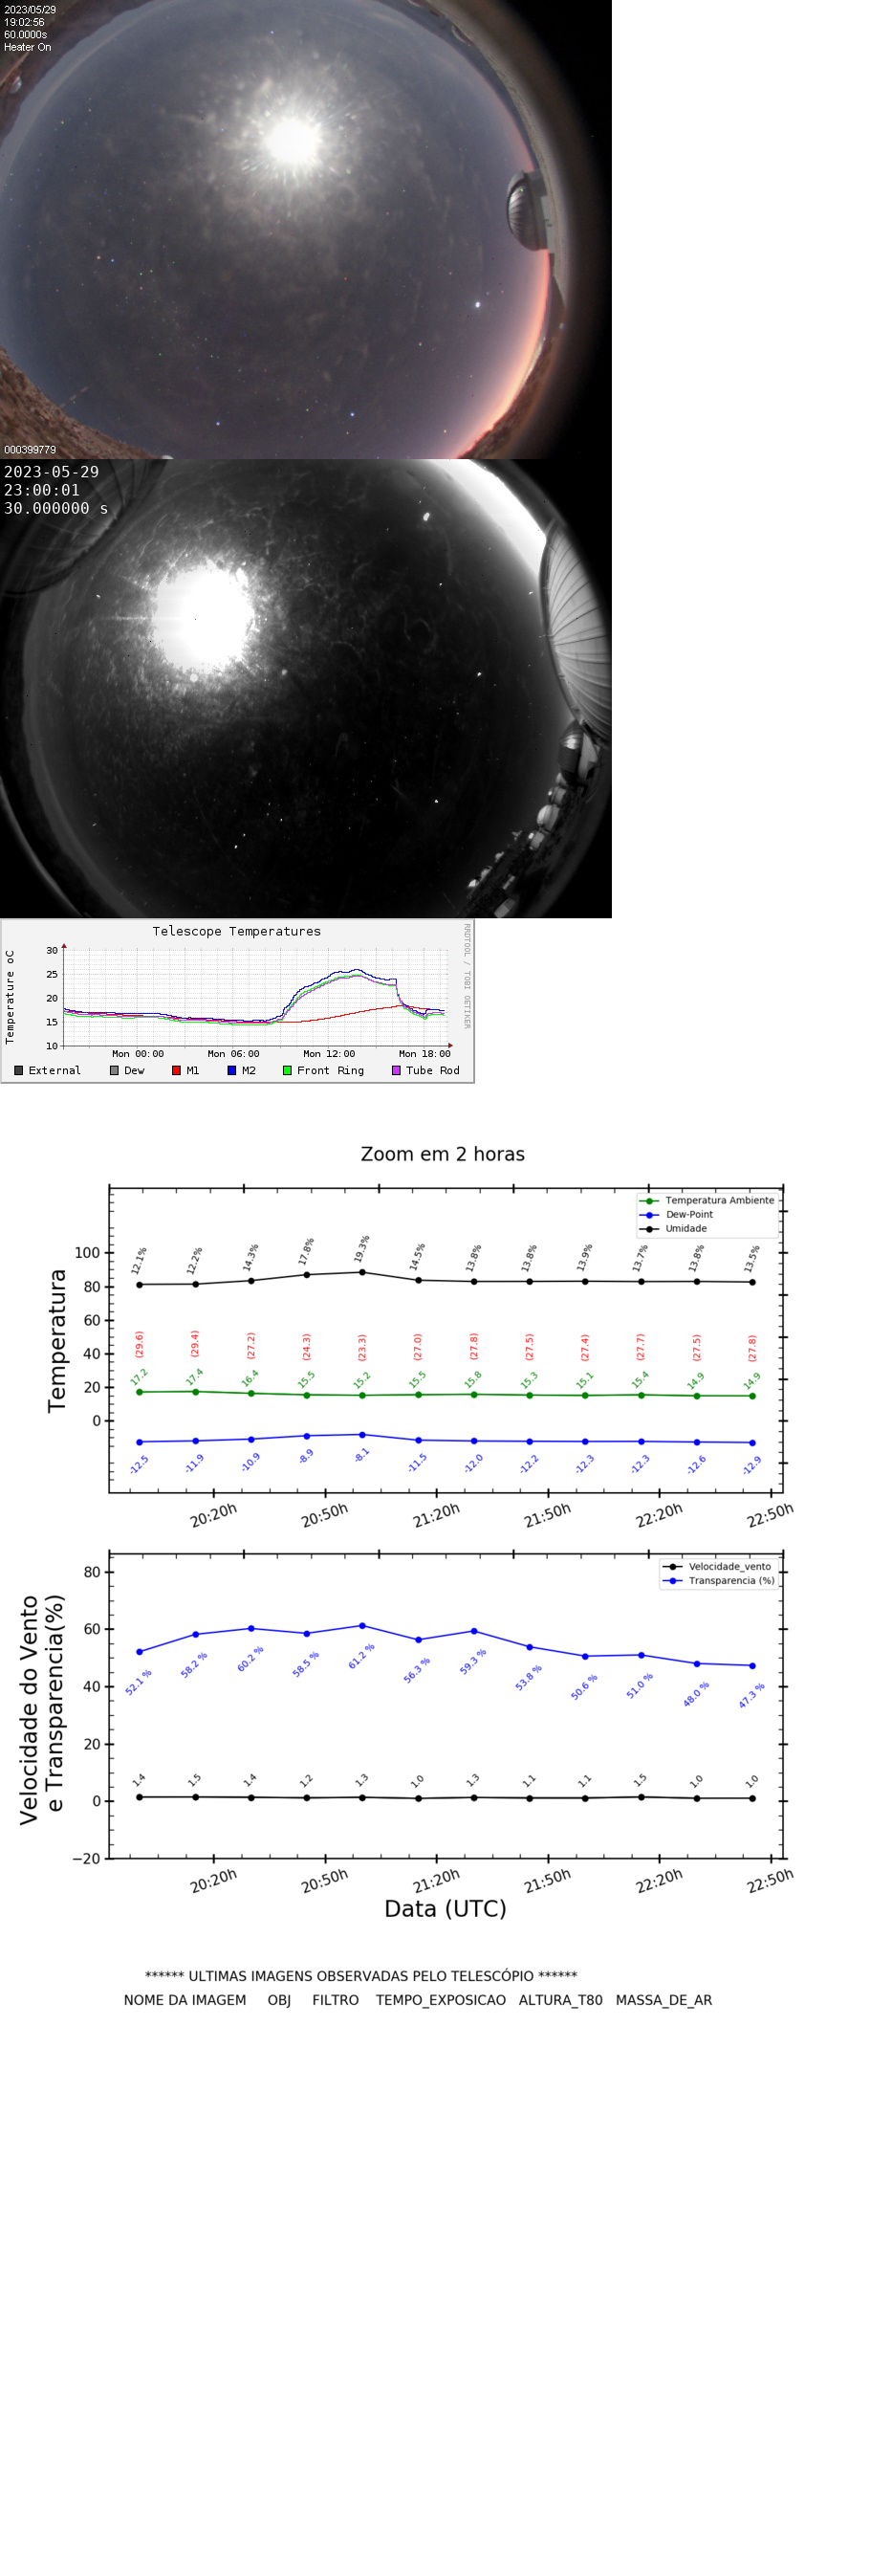 2023/05/29
19:02:56
60.0000s
Heater On
000399779
2023-05-29
23:00:01
30.000000 s
Telescope Temperatures
RRDTOOL / TOBI OETIKER
Temperature oC
30
25
20
15
10
Mon 00:00 Mon 06:00 Mon 12:00 Mon 18:00
External Dew M1 M2 Front Ring Tube Rod
Zoom em 2 horas
Temperatura Ambiente
Dew-Point
Umidade
Temperatura
100
80
60
40
20
0
12.1% 12.2% 14.3% 17.8% 19.3% 14.5% 13.8% 13.8% 13.9% 13.7% 13.8% 13.5%
(29.6) (29.4) (27.2) (24.3) (23.3) (27.0) (27.8) (27.5) (27.4) (27.7) (27.5) (27.8)
17.2 17.4 16.4 15.5 15.2 15.5 15.8 15.3 15.1 15.4 14.9 14.9
-12.5 -11.9 -10.9 -8.9 -8.1 -11.5 -12.0 -12.2 -12.3 -12.3 -12.6 -12.9
20:20h 20:50h 21:20h 21:50h 22:20h 22:50h
Velocidade_vento
Transparencia (%)
Velocidade do Vento
e Transparencia(%)
80
60
40
20
0
−20
52.1 % 58.2 % 60.2 % 58.5 % 61.2 % 56.3 % 59.3 % 53.8 % 50.6 % 51.0 % 48.0 % 47.3 %
1.4 1.5 1.4 1.2 1.3 1.0 1.3 1.1 1.1 1.5 1.0 1.0
20:20h 20:50h 21:20h 21:50h 22:20h 22:50h
Data (UTC)
****** ULTIMAS IMAGENS OBSERVADAS PELO TELESCÓPIO ******
NOME DA IMAGEM OBJ FILTRO TEMPO_EXPOSICAO ALTURA_T80 MASSA_DE_AR